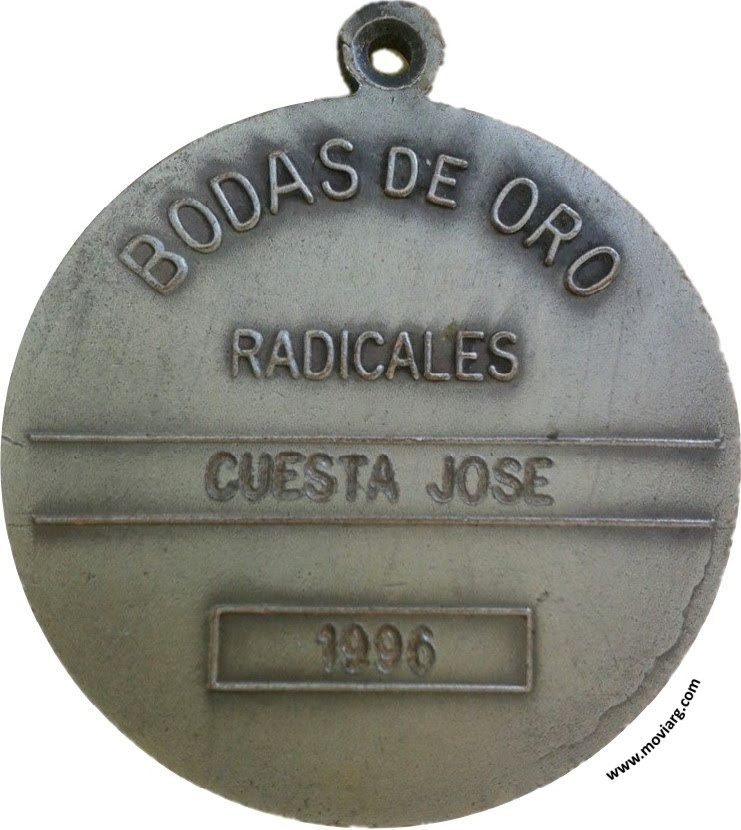 BODAS DE ORO
RADICALES
CUESTA JOSE
1996
www.moviarg.com